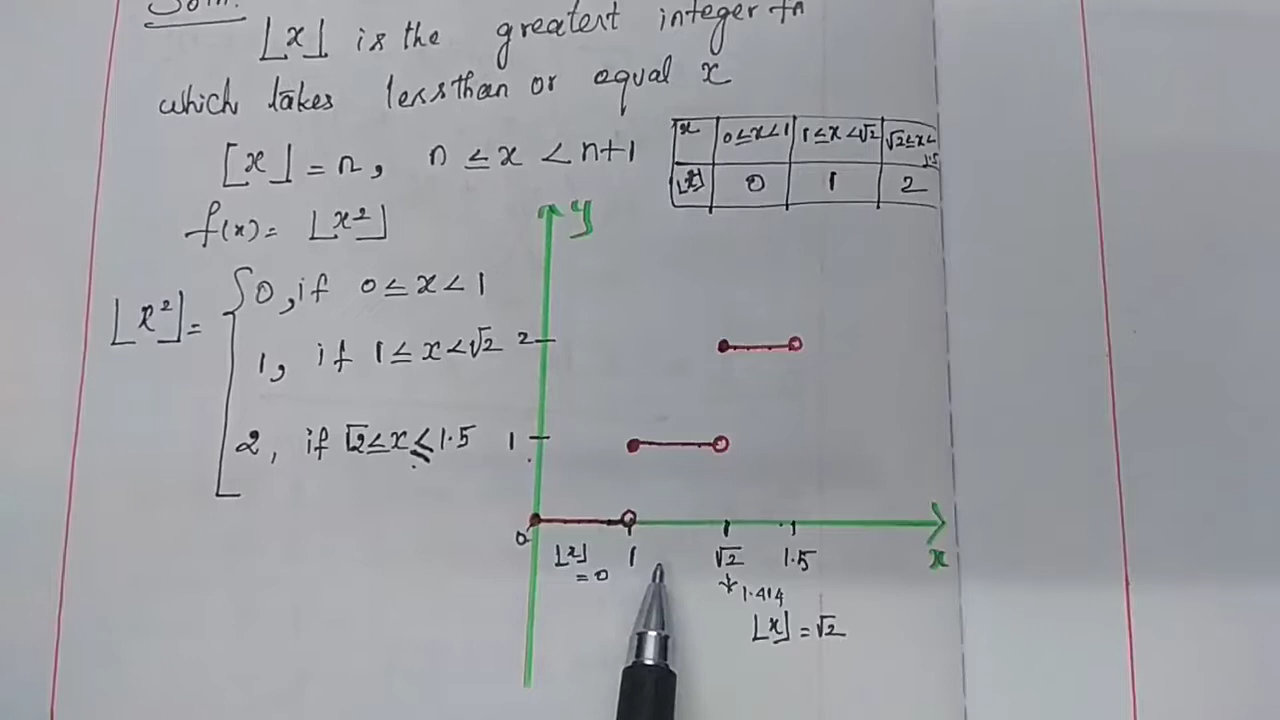 Soln.
⌊x⌋ is the greatest integer fn
which takes lessthan or equal x
⌈x⌋ = n, n ≤ x < n+1
x | 0≤x<1 | 1≤x<√2 | √2≤x<1.5
⌊x²⌋ | 0 | 1 | 2
f(x) = ⌊x²⌋
y
⌊x²⌋ = { 0, if 0 ≤ x < 1
1, if 1 ≤ x < √2
2, if √2 ≤ x ≤ 1.5
2
1
0
1 √2 1.5 x
⌊x⌋ = 0
1.414
⌊x⌋ = √2